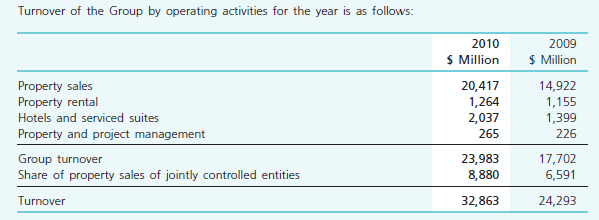 Turnover of the Group by operating activities for the year is as follows:
2010 2009
$ Million $ Million
Property sales 20,417 14,922
Property rental 1,264 1,155
Hotels and serviced suites 2,037 1,399
Property and project management 265 226
Group turnover 23,983 17,702
Share of property sales of jointly controlled entities 8,880 6,591
Turnover 32,863 24,293